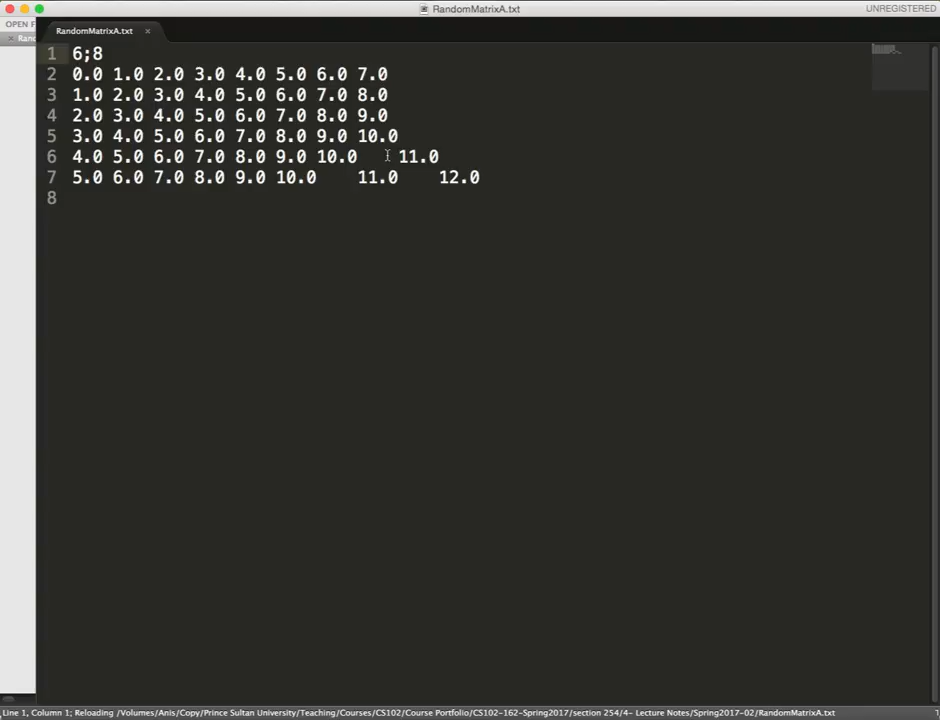 RandomMatrixA.txt
UNREGISTERED
OPEN F
Ran
RandomMatrixA.txt ×
1 6;8
2 0.0 1.0 2.0 3.0 4.0 5.0 6.0 7.0
3 1.0 2.0 3.0 4.0 5.0 6.0 7.0 8.0
4 2.0 3.0 4.0 5.0 6.0 7.0 8.0 9.0
5 3.0 4.0 5.0 6.0 7.0 8.0 9.0 10.0
6 4.0 5.0 6.0 7.0 8.0 9.0 10.0 11.0
7 5.0 6.0 7.0 8.0 9.0 10.0 11.0 12.0
8
Line 1, Column 1; Reloading /Volumes/Anis/Copy/Prince Sultan University/Teaching/Courses/CS102/Course Portfolio/CS102-162-Spring2017/section 254/4- Lecture Notes/Spring2017-02/RandomMatrixA.txt 1